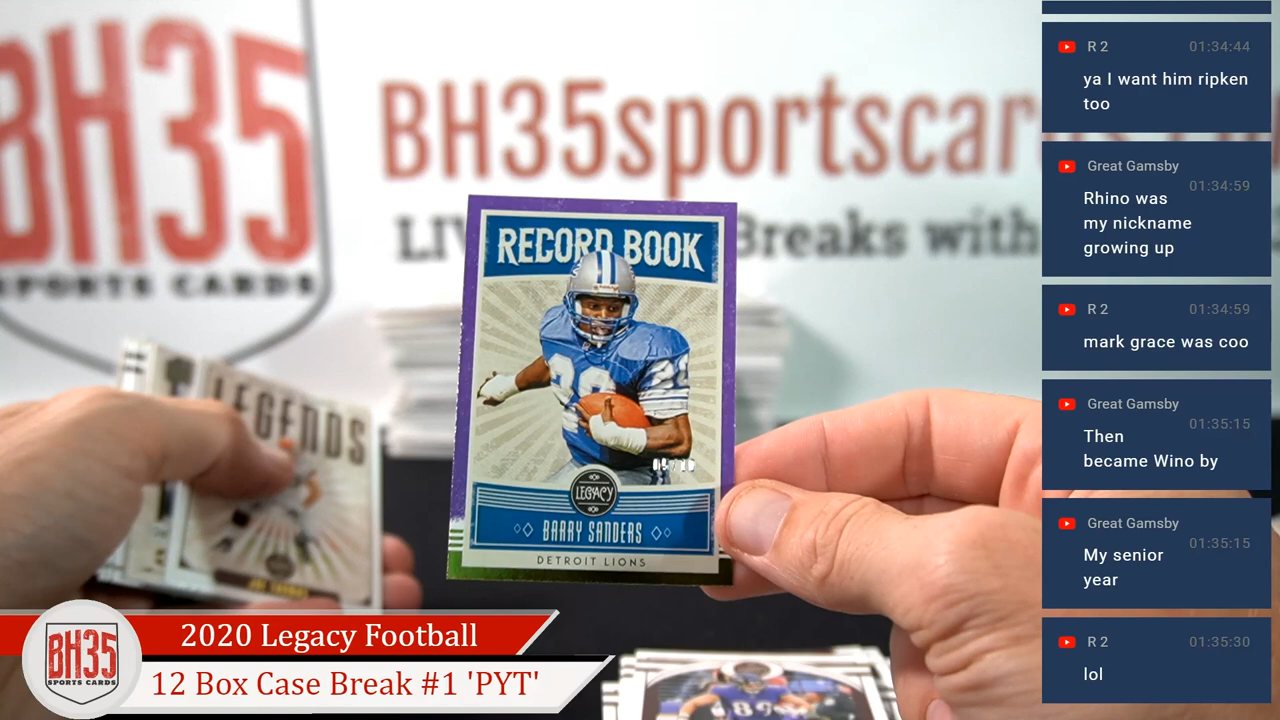 BH35
SPORTS CARDS
BH35sportscar
Breaks with
RECORD BOOK
LEGACY
BARRY SANDERS
DETROIT LIONS
LEGENDS
2020 Legacy Football
12 Box Case Break #1 'PYT'
BH35
SPORTS CARDS
R 2
01:34:44
ya I want him ripken
too
Great Gamsby
01:34:59
Rhino was
my nickname
growing up
R 2
01:34:59
mark grace was coo
Great Gamsby
01:35:15
Then
became Wino by
Great Gamsby
01:35:15
My senior
year
R 2
01:35:30
lol